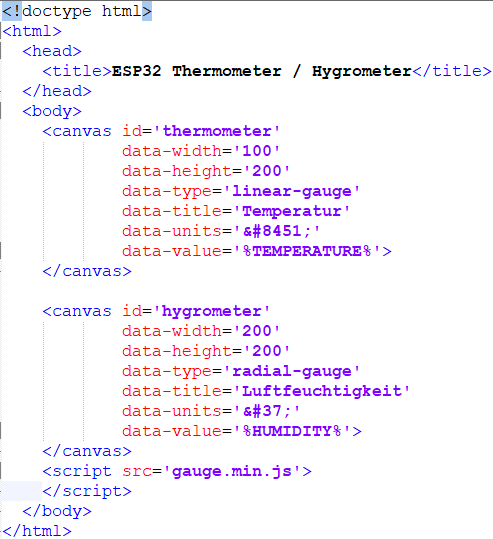 <!doctype html>
<html>
  <head>
    <title>ESP32 Thermometer / Hygrometer</title>
  </head>
  <body>
    <canvas id='thermometer'
            data-width='100'
            data-height='200'
            data-type='linear-gauge'
            data-title='Temperatur'
            data-units='&#8451;'
            data-value='%TEMPERATURE%'>
    </canvas>

    <canvas id='hygrometer'
            data-width='200'
            data-height='200'
            data-type='radial-gauge'
            data-title='Luftfeuchtigkeit'
            data-units='&#37;'
            data-value='%HUMIDITY%'>
    </canvas>
    <script src='gauge.min.js'>
    </script>
  </body>
</html>